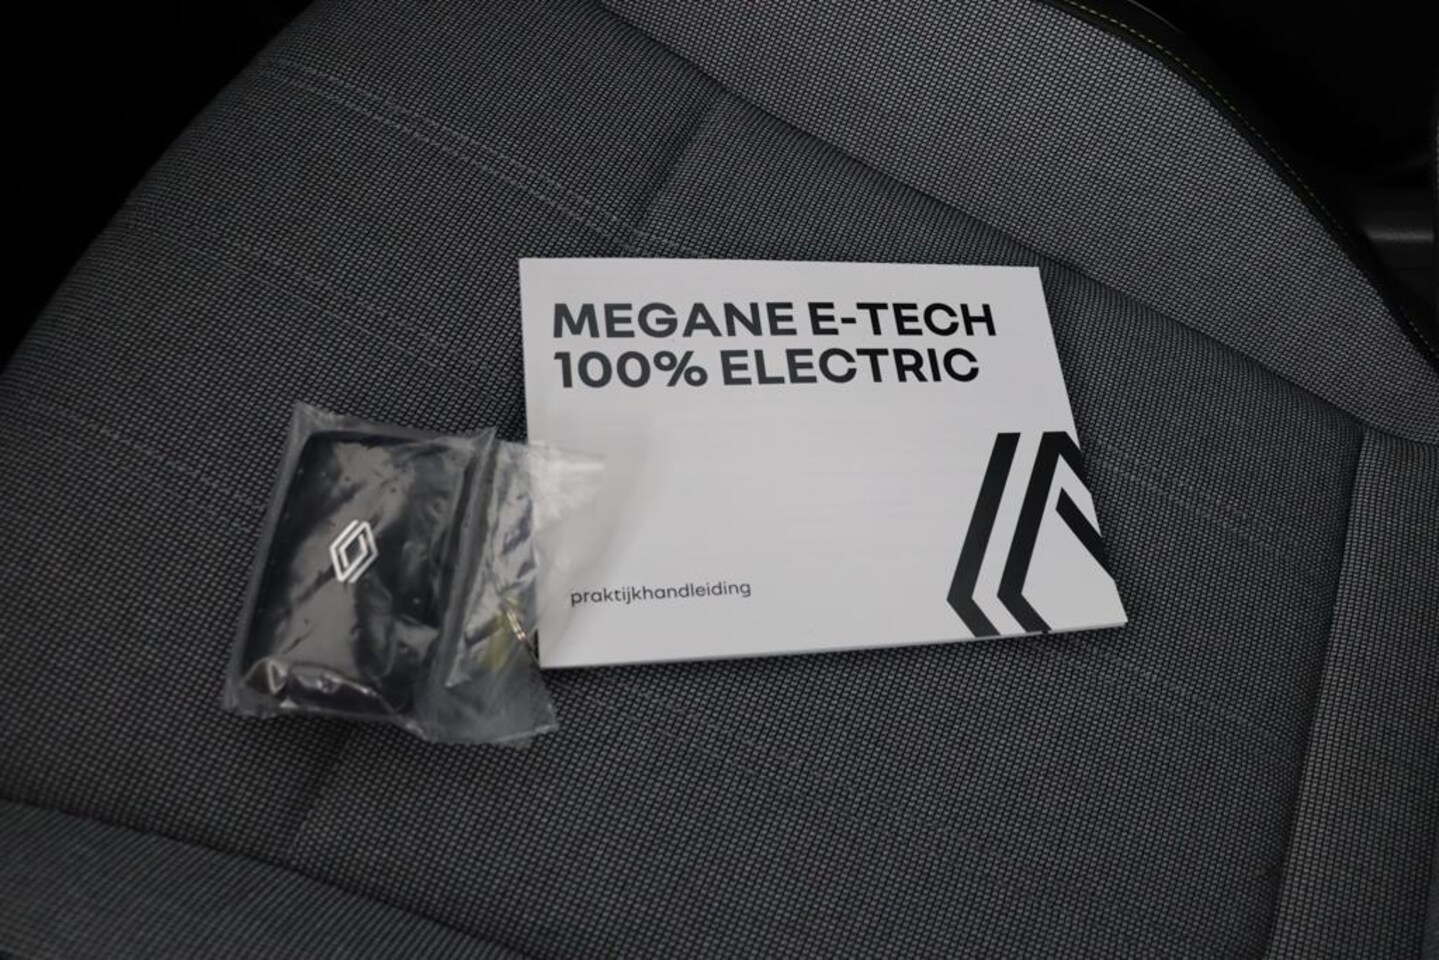 MEGANE E-TECH
100% ELECTRIC
praktijkhandleiding